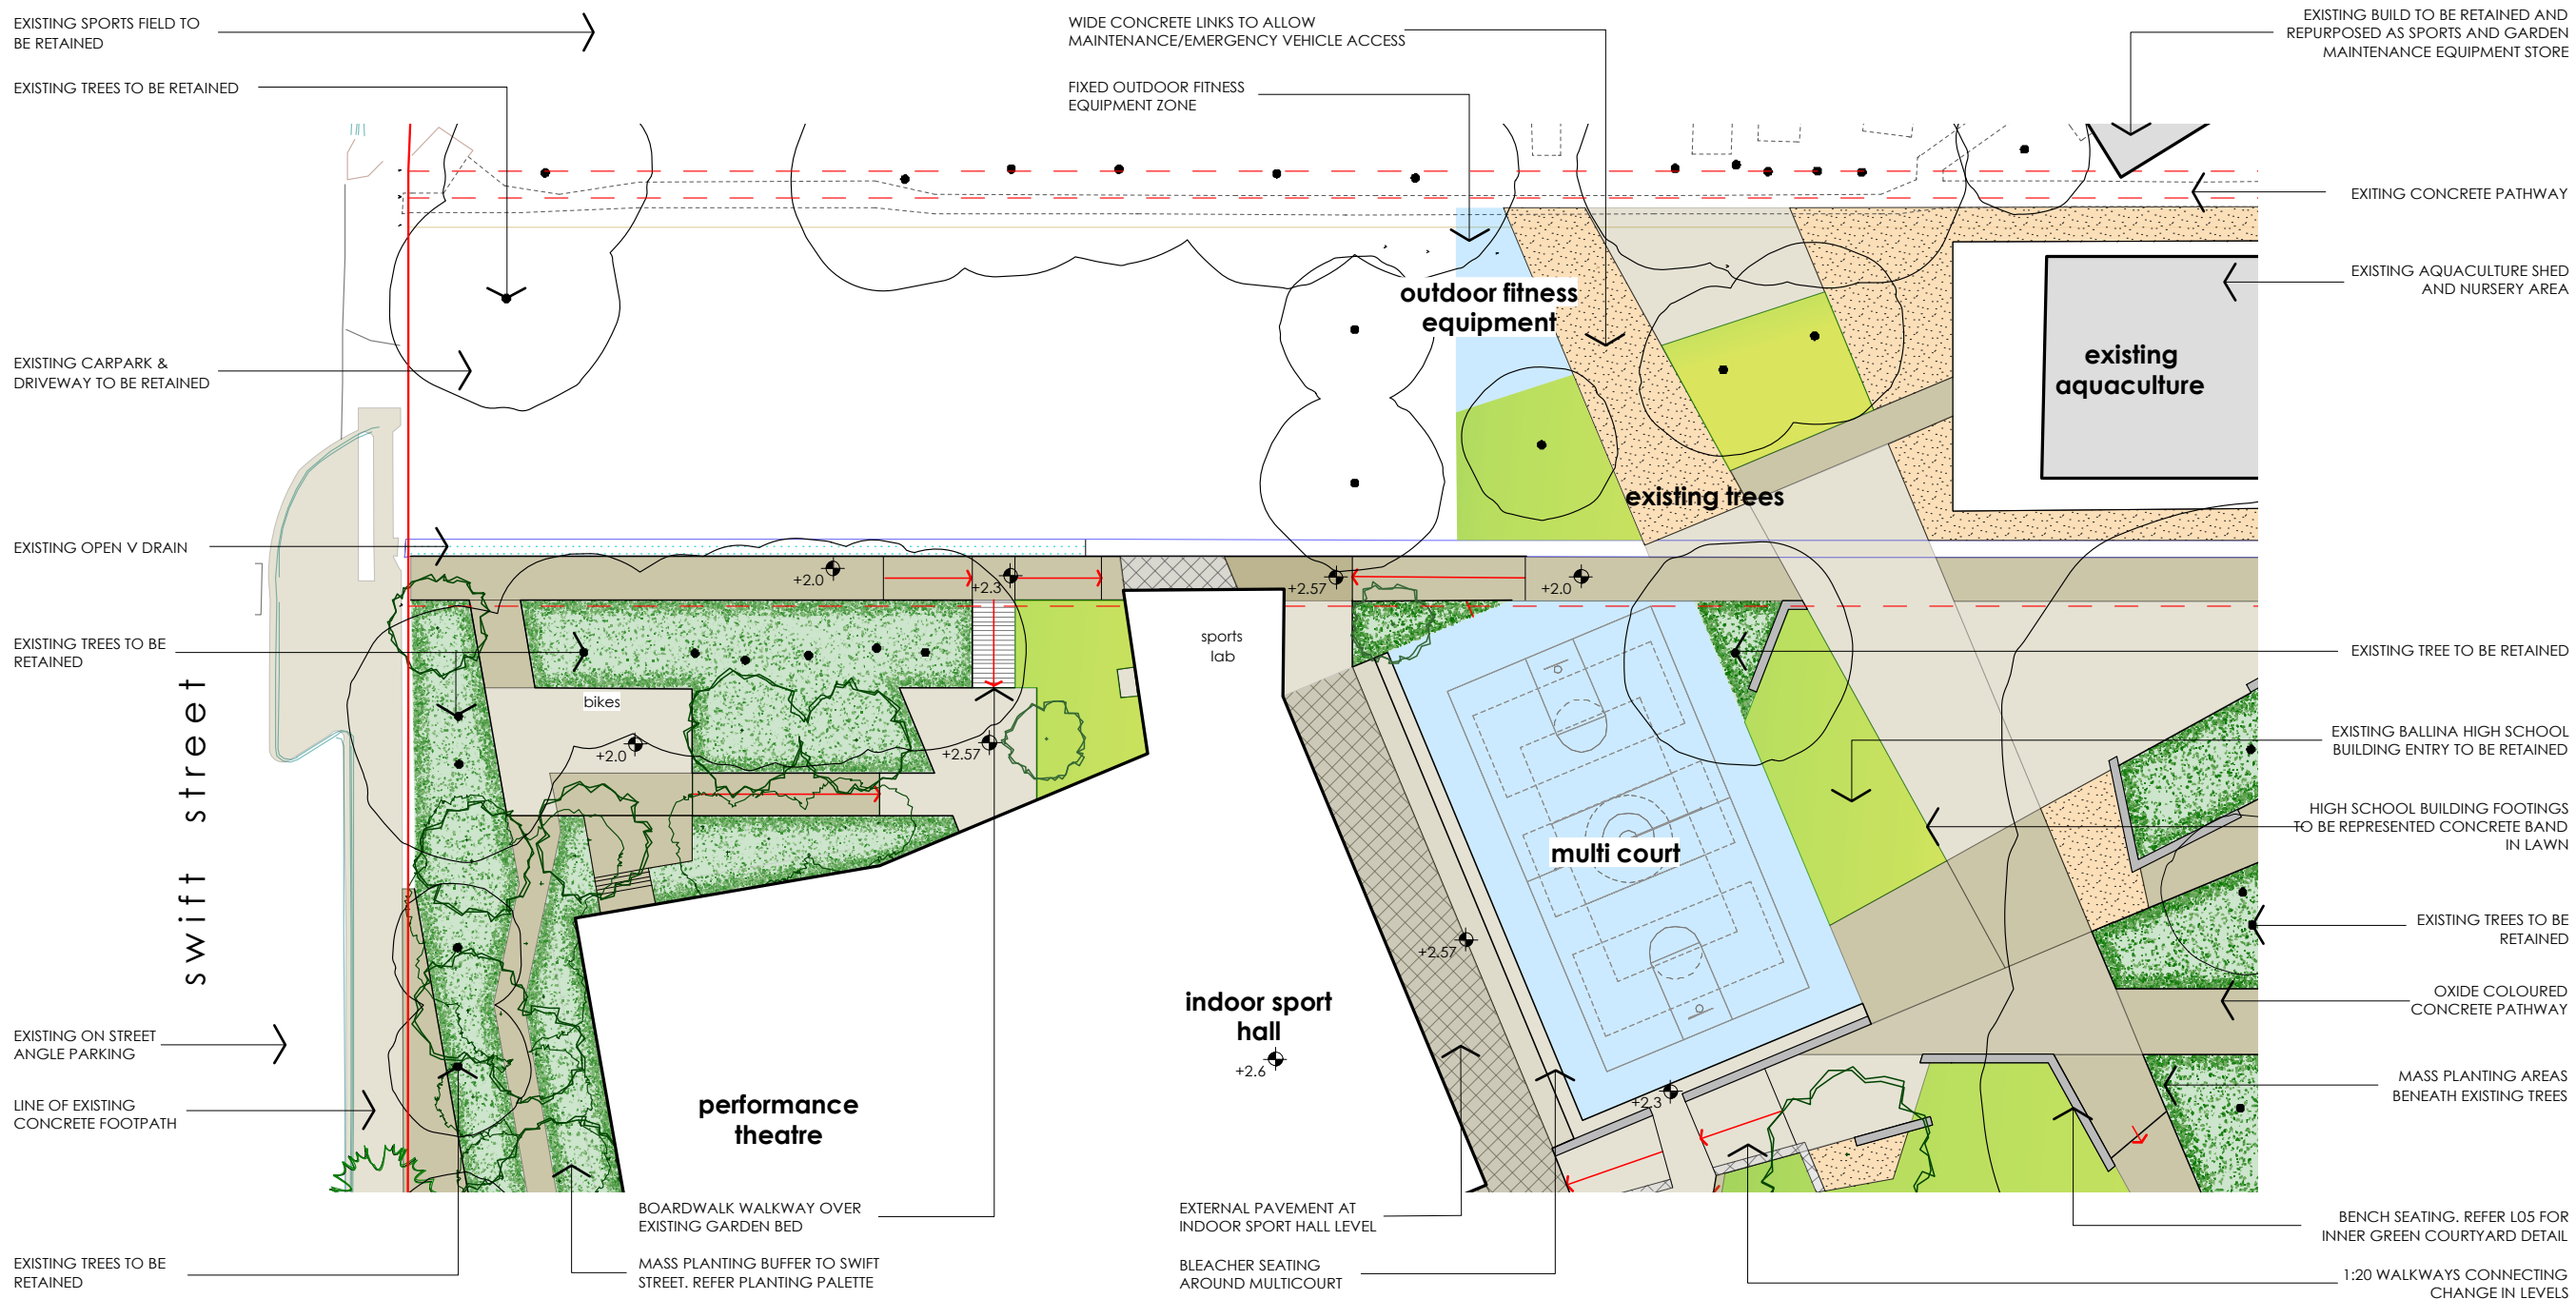 EXISTING SPORTS FIELD TO
BE RETAINED
WIDE CONCRETE LINKS TO ALLOW
MAINTENANCE/EMERGENCY VEHICLE ACCESS
EXISTING BUILD TO BE RETAINED AND
REPURPOSED AS SPORTS AND GARDEN
MAINTENANCE EQUIPMENT STORE
EXISTING TREES TO BE RETAINED
FIXED OUTDOOR FITNESS
EQUIPMENT ZONE
EXITING CONCRETE PATHWAY
outdoor fitness
equipment
EXISTING AQUACULTURE SHED
AND NURSERY AREA
existing
aquaculture
EXISTING CARPARK &
DRIVEWAY TO BE RETAINED
existing trees
EXISTING OPEN V DRAIN
+2.0
+2.3
+2.57
+2.0
EXISTING TREES TO BE
RETAINED
sports
lab
EXISTING TREE TO BE RETAINED
bikes
+2.0
+2.57
swift street
EXISTING BALLINA HIGH SCHOOL
BUILDING ENTRY TO BE RETAINED
HIGH SCHOOL BUILDING FOOTINGS
TO BE REPRESENTED CONCRETE BAND
IN LAWN
multi court
+2.57
EXISTING TREES TO BE
RETAINED
OXIDE COLOURED
CONCRETE PATHWAY
indoor sport
hall
+2.6
EXISTING ON STREET
ANGLE PARKING
LINE OF EXISTING
CONCRETE FOOTPATH
performance
theatre
+2.3
MASS PLANTING AREAS
BENEATH EXISTING TREES
BOARDWALK WALKWAY OVER
EXISTING GARDEN BED
EXTERNAL PAVEMENT AT
INDOOR SPORT HALL LEVEL
BENCH SEATING. REFER L05 FOR
INNER GREEN COURTYARD DETAIL
EXISTING TREES TO BE
RETAINED
MASS PLANTING BUFFER TO SWIFT
STREET. REFER PLANTING PALETTE
BLEACHER SEATING
AROUND MULTICOURT
1:20 WALKWAYS CONNECTING
CHANGE IN LEVELS